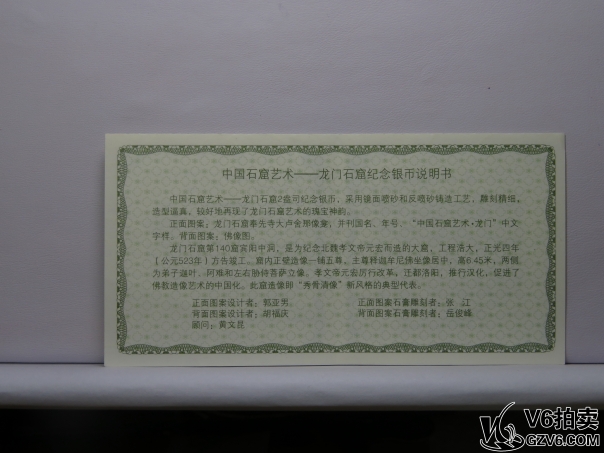 中国石窟艺术——龙门石窟纪念银币说明书
中国石窟艺术——龙门石窟2盎司纪念银币，采用镜面喷砂和反喷砂铸造工艺，雕刻精细，
造型逼真，较好地再现了龙门石窟艺术的瑰宝神韵。
正面图案：龙门石窟奉先寺大卢舍那像龛，并刊国名、年号、“中国石窟艺术·龙门”中文
字样。背面图案：佛像图。
龙门石窟第140窟宾阳中洞，是为纪念北魏孝文帝元宏而造的大窟，工程浩大，正光四年
（公元523年）方告竣工。窟内正壁造像一铺五尊，主尊释迦牟尼佛坐像居中，高6.45米，两侧
为弟子迦叶、阿难和左右胁侍菩萨立像。孝文帝元宏厉行改革，迁都洛阳，推行汉化，促进了
佛教造像艺术的中国化。此窟造像即“秀骨清像”新风格的典型代表。
正面图案设计者：郭亚男 正面图案石膏雕刻者：张 江
背面图案设计者：胡福庆 背面图案石膏雕刻者：岳俊峰
顾问：黄文昆
V6拍卖
GZV6.COM